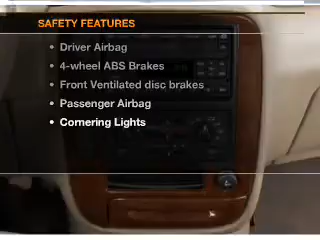 SAFETY FEATURES
• Driver Airbag
• 4-wheel ABS Brakes
• Front Ventilated disc brakes
• Passenger Airbag
• Cornering Lights